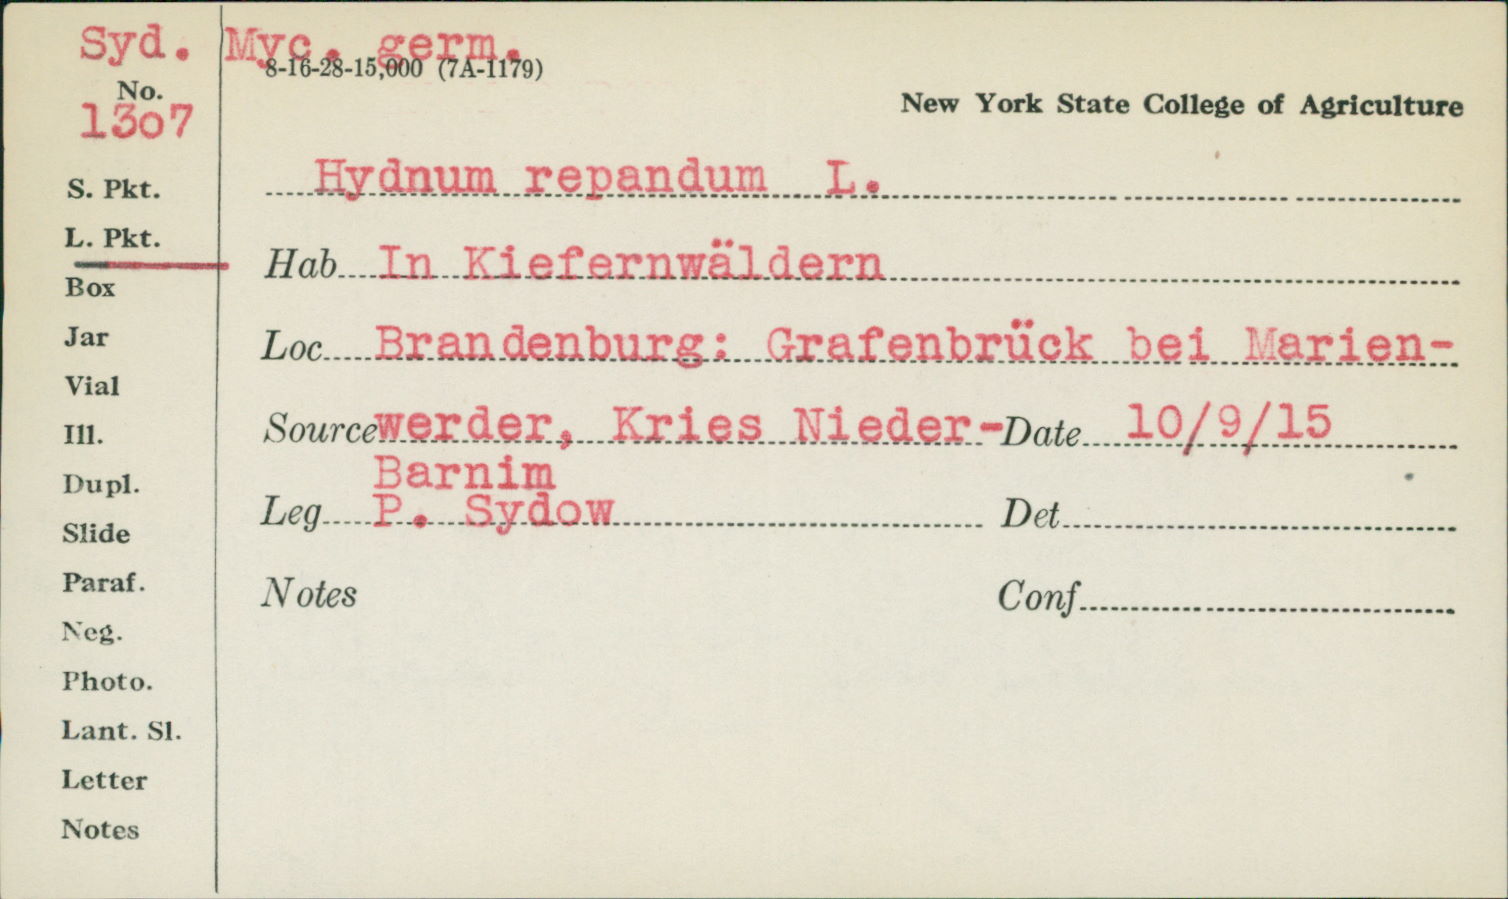 Syd. Myc. germ.
8-16-28-15,000 (7A-1179)
No.
13o7
New York State College of Agriculture
S. Pkt.
Hydnum repandum L.
L. Pkt.
Hab In Kiefernwäldern
Box
Jar
Loc Brandenburg: Grafenbrück bei Marien-
Vial
Ill.
Source werder, Kries Nieder- Date 10/9/15
Barnim
Dupl.
Leg P. Sydow Det
Slide
Paraf.
Notes Conf
Neg.
Photo.
Lant. Sl.
Letter
Notes